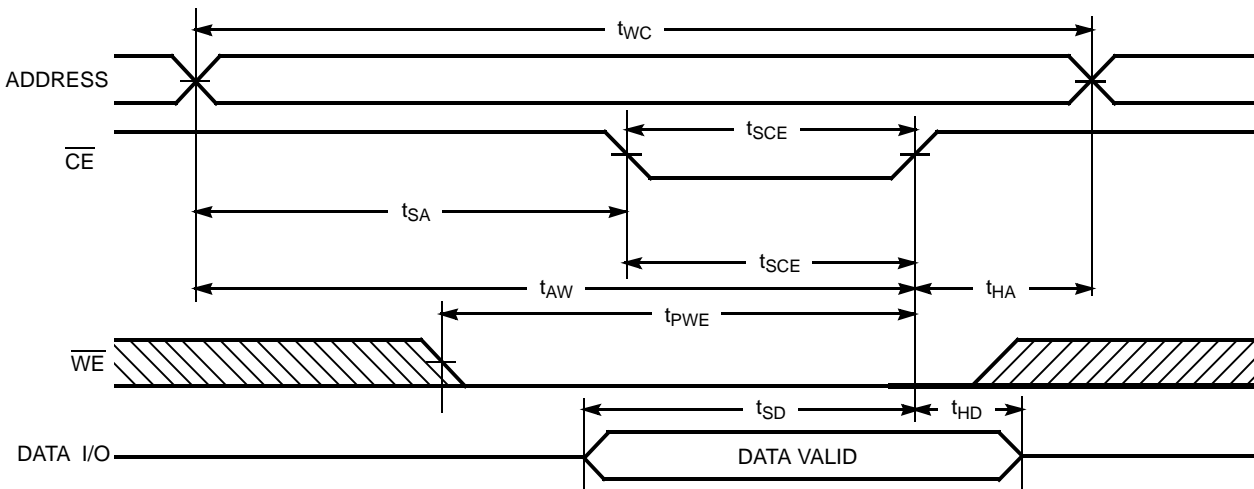 tWC
ADDRESS
tSCE
CE
tSA
tSCE
tAW
tHA
tPWE
WE
tSD
tHD
DATA I/O
DATA VALID